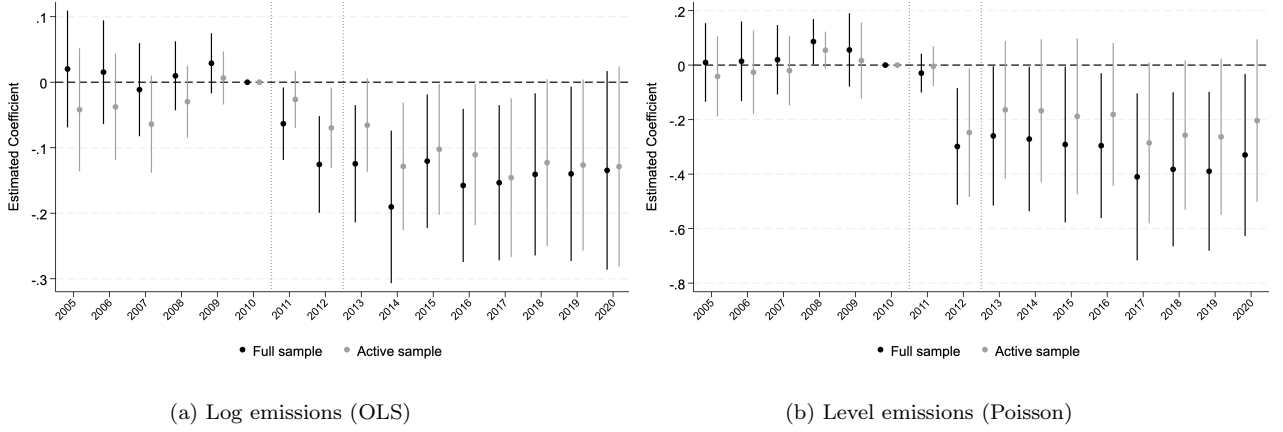 .1
0
-.1
-.2
-.3
Estimated Coefficient
2005 2006 2007 2008 2009 2010 2011 2012 2013 2014 2015 2016 2017 2018 2019 2020
Full sample Active sample
(a) Log emissions (OLS)
.2
0
-.2
-.4
-.6
-.8
Estimated Coefficient
2005 2006 2007 2008 2009 2010 2011 2012 2013 2014 2015 2016 2017 2018 2019 2020
Full sample Active sample
(b) Level emissions (Poisson)